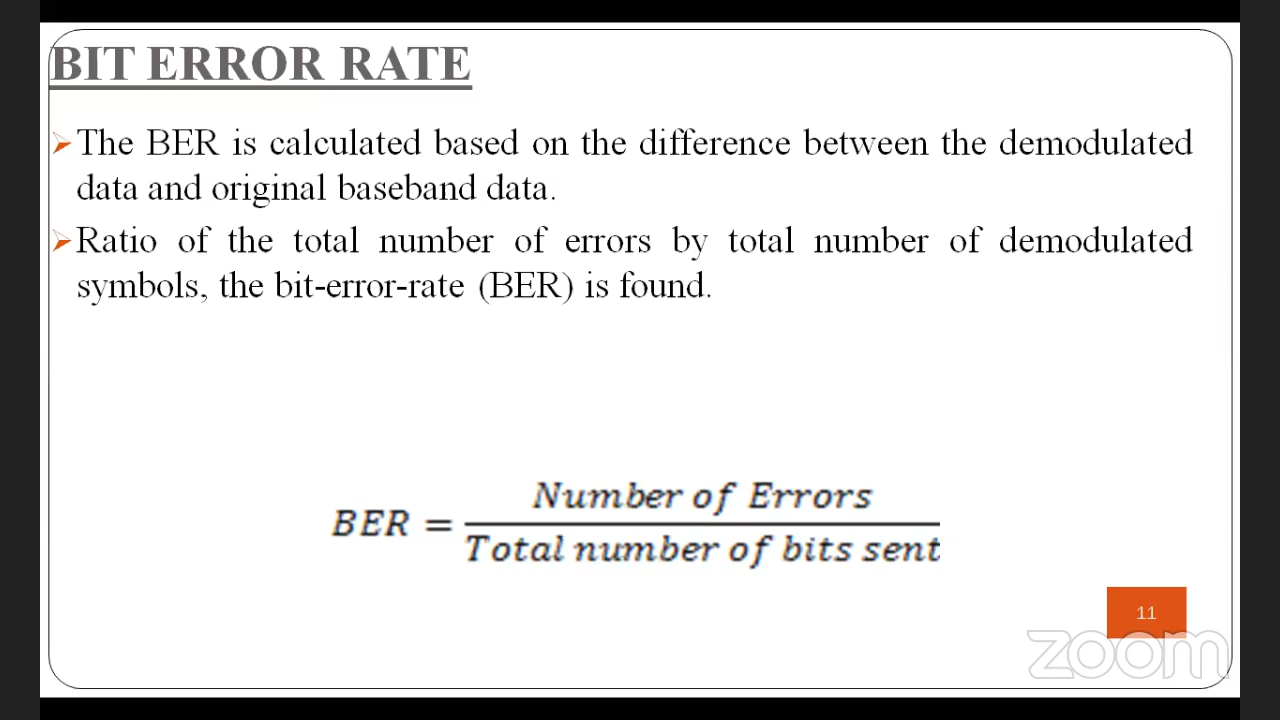 BIT ERROR RATE
➢The BER is calculated based on the difference between the demodulated
data and original baseband data.
➢Ratio of the total number of errors by total number of demodulated
symbols, the bit-error-rate (BER) is found.
Number of Errors
BER =
Total number of bits sent
11
zoom